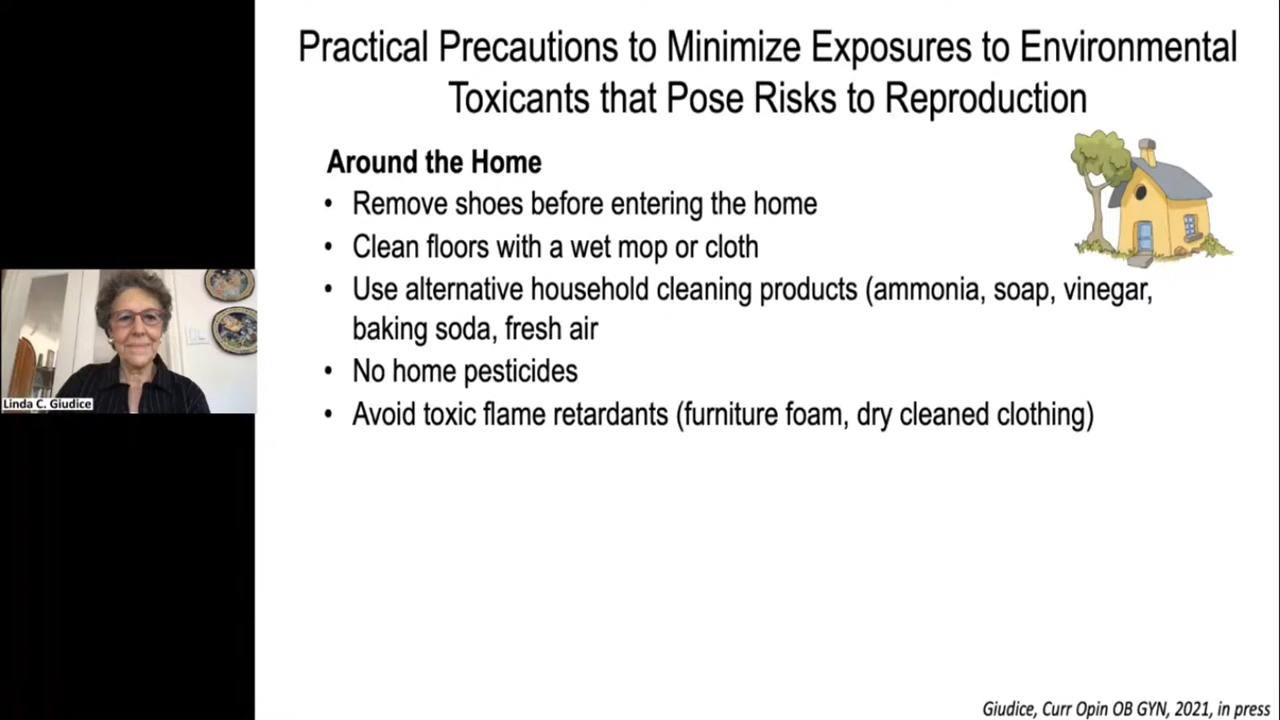 Practical Precautions to Minimize Exposures to Environmental
Toxicants that Pose Risks to Reproduction
Around the Home
• Remove shoes before entering the home
• Clean floors with a wet mop or cloth
• Use alternative household cleaning products (ammonia, soap, vinegar,
baking soda, fresh air
• No home pesticides
• Avoid toxic flame retardants (furniture foam, dry cleaned clothing)
Linda C. Giudice
Giudice, Curr Opin OB GYN, 2021, in press